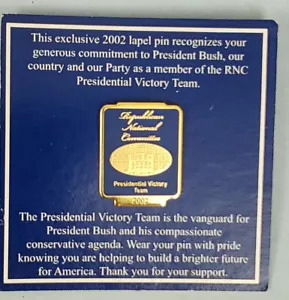 This exclusive 2002 lapel pin recognizes your
generous commitment to President Bush, our
country and our Party as a member of the RNC
Presidential Victory Team.
Republican
National
Committee
Presidential Victory
Team
2002
The Presidential Victory Team is the vanguard for
President Bush and his compassionate
conservative agenda. Wear your pin with pride
knowing you are helping to build a brighter future
for America. Thank you for your support.